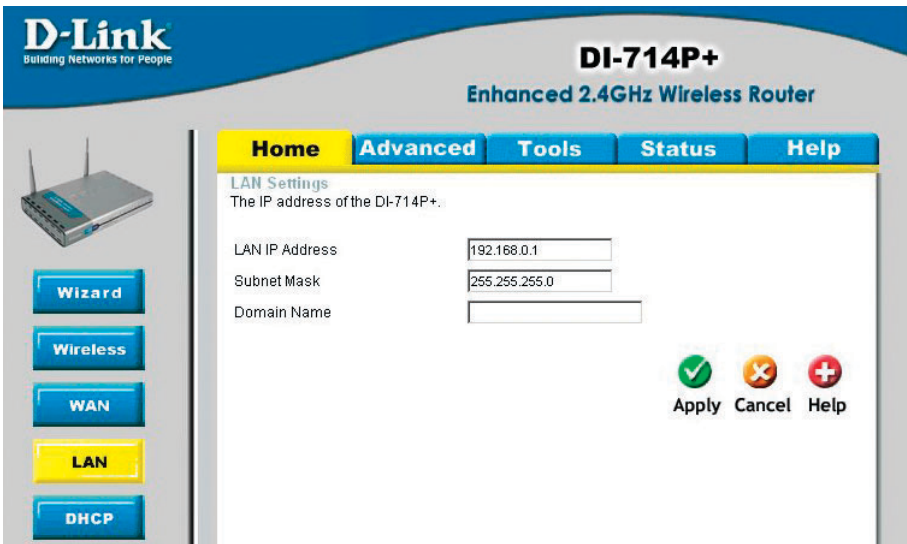 D-Link
Building Networks for People
DI-714P+
Enhanced 2.4GHz Wireless Router
Home Advanced Tools Status Help
LAN Settings
The IP address of the DI-714P+.
LAN IP Address 192.168.0.1
Subnet Mask 255.255.255.0
Domain Name
Apply Cancel Help
Wizard
Wireless
WAN
LAN
DHCP